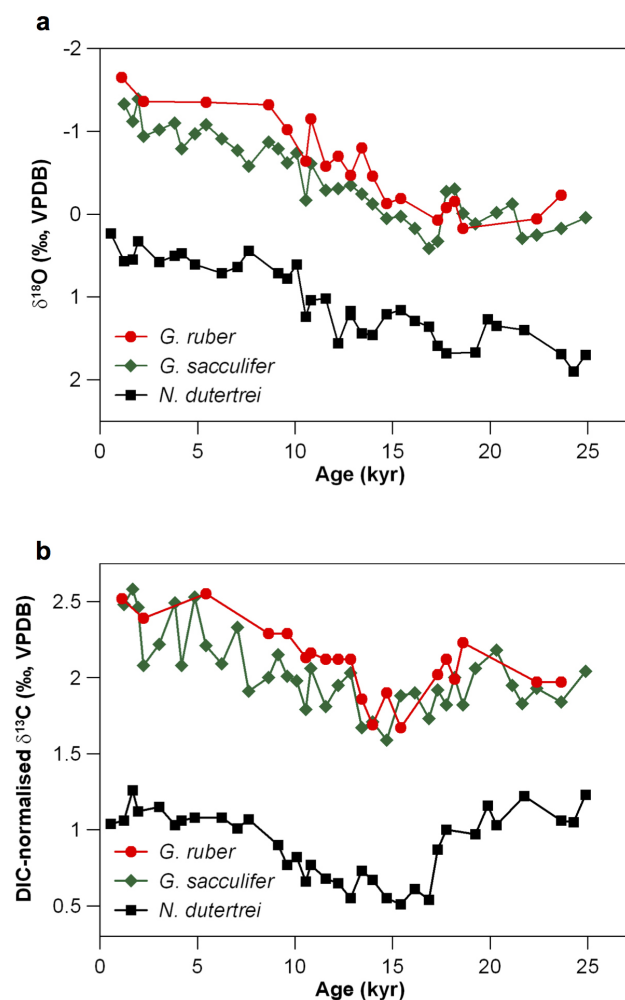 a
-2
-1
0
1
2
δ18O (‰, VPDB)
G. ruber
G. sacculifer
N. dutertrei
0 5 10 15 20 25
Age (kyr)
b
2.5
2
1.5
1
0.5
DIC-normalised δ13C (‰, VPDB)
G. ruber
G. sacculifer
N. dutertrei
0 5 10 15 20 25
Age (kyr)